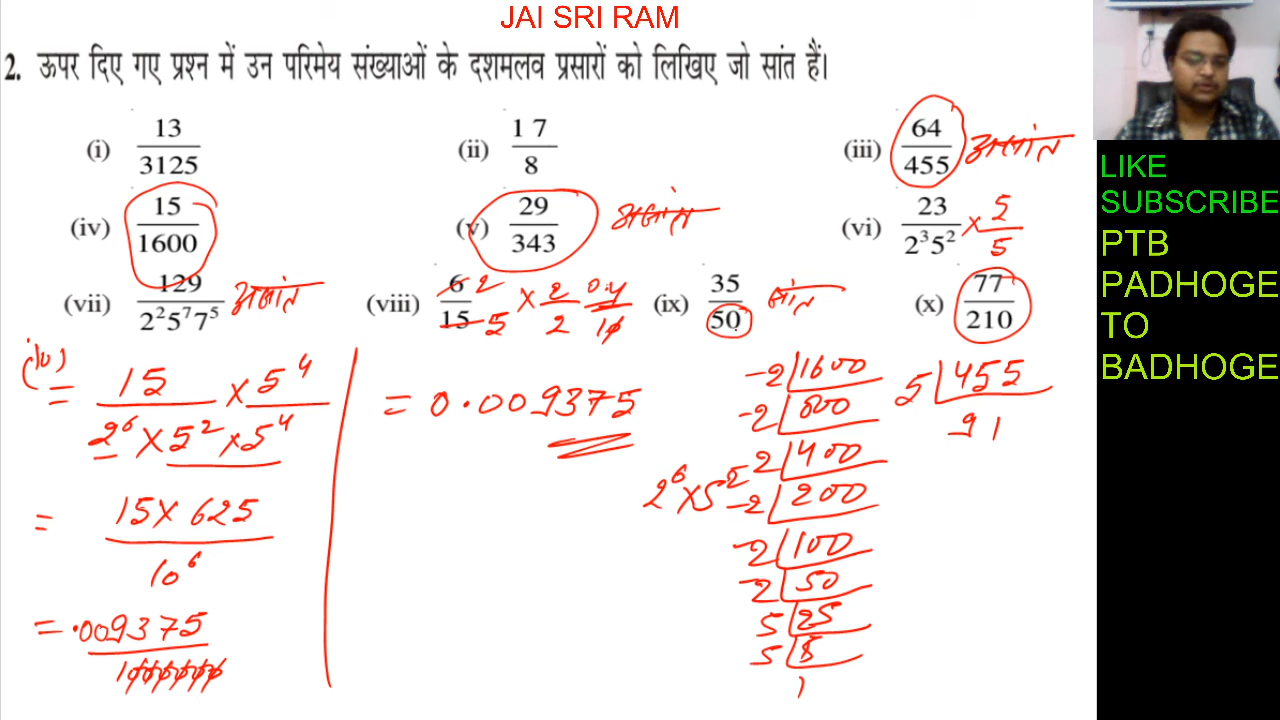 JAI SRI RAM
2. ऊपर दिए गए प्रश्न में उन परिमेय संख्याओं के दशमलव प्रसारों को लिखिए जो सांत हैं।
(i) 13/3125 (ii) 17/8 (iii) 64/455 असांत
(iv) 15/1600 (v) 29/343 असांत (vi) 23/2³5² × 5/5
(vii) 129/2²5⁷7⁵ असांत (viii) 6/15 2/5 × 2/2 0.4/10 (ix) 35/50 सांत (x) 77/210
(iv)
= 15/2⁶ × 5² × 5⁴ × 5⁴
= 15 × 625/10⁶
= .009375/1000000
= 0.009375
2⁶ × 5²
2 1600
2 800
2 400
2 200
2 100
2 50
5 25
5 5
1
5 455
91
LIKE
SUBSCRIBE
PTB
PADHOGE
TO
BADHOGE